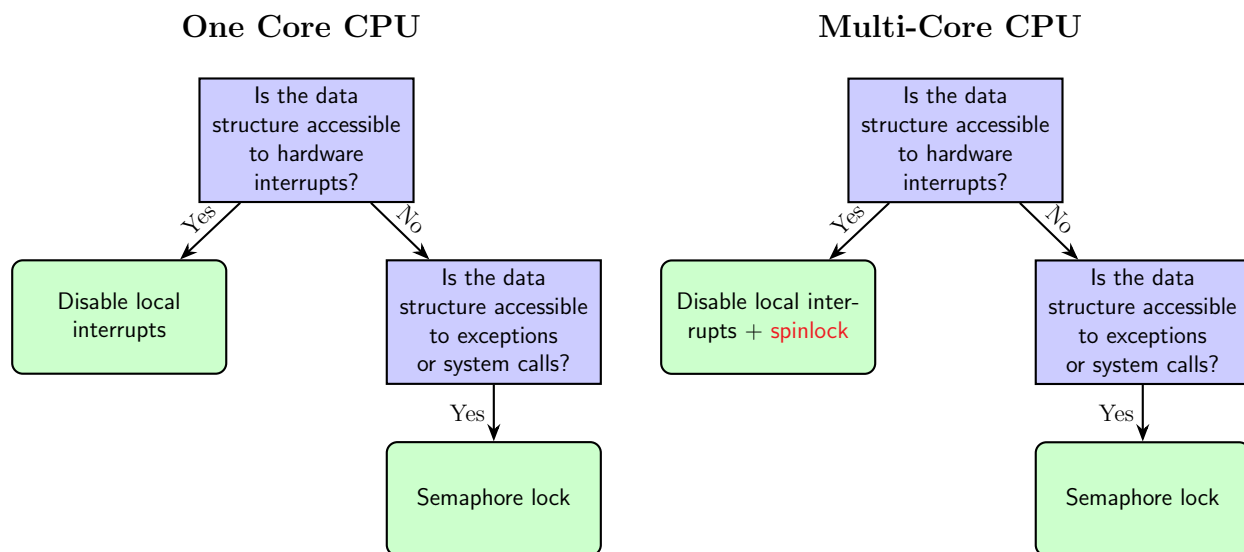 One Core CPU
Is the data
structure accessible
to hardware
interrupts?
Yes
No
Disable local
interrupts
Is the data
structure accessible
to exceptions
or system calls?
Yes
Semaphore lock
Multi-Core CPU
Is the data
structure accessible
to hardware
interrupts?
Yes
No
Disable local inter-
rupts + spinlock
Is the data
structure accessible
to exceptions
or system calls?
Yes
Semaphore lock